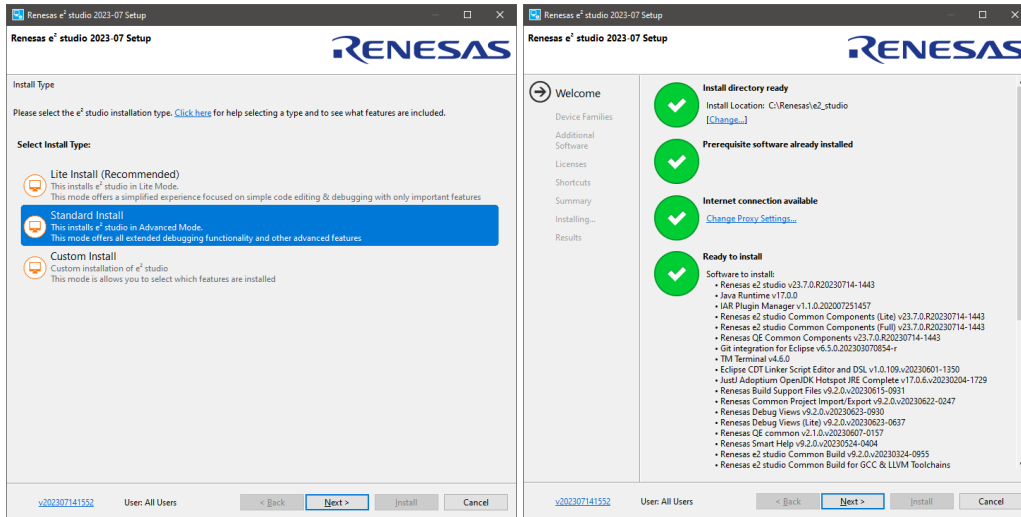 Renesas e² studio 2023-07 Setup
Renesas e² studio 2023-07 Setup
RENESAS
Install Type
Please select the e² studio installation type. Click here for help selecting a type and to see what features are included.
Select Install Type:
Lite Install (Recommended)
This installs e² studio in Lite Mode.
This mode offers a simplified experience focused on simple code editing & debugging with only important features
Standard Install
This installs e² studio in Advanced Mode.
This mode offers all extended debugging functionality and other advanced features
Custom Install
Custom installation of e² studio
This mode is allows you to select which features are installed
v202307141552
User: All Users
< Back
Next >
Install
Cancel
Renesas e² studio 2023-07 Setup
Renesas e² studio 2023-07 Setup
RENESAS
Welcome
Device Families
Additional
Software
Licenses
Shortcuts
Summary
Installing...
Results
Install directory ready
Install Location: C:\Renesas\e2_studio
[Change...]
Prerequisite software already installed
Internet connection available
Change Proxy Settings...
Ready to install
Software to install:
• Renesas e2 studio v23.7.0.R20230714-1443
• Java Runtime v17.0.0
• IAR Plugin Manager v1.1.0.202007251457
• Renesas e2 studio Common Components (Lite) v23.7.0.R20230714-1443
• Renesas e2 studio Common Components (Full) v23.7.0.R20230714-1443
• Renesas QE Common Components v23.7.0.R20230714-1443
• Git integration for Eclipse v6.5.0.202303070854-r
• TM Terminal v4.6.0
• Eclipse CDT Linker Script Editor and DSL v1.0.109.v20230601-1350
• JustJ Adoptium OpenJDK Hotspot JRE Complete v17.0.6.v20230204-1729
• Renesas Build Support Files v9.2.0.v20230615-0931
• Renesas Common Project Import/Export v9.2.0.v20230622-0247
• Renesas Debug Views v9.2.0.v20230623-0930
• Renesas Debug Views (Lite) v9.2.0.v20230623-0637
• Renesas QE common v2.1.0.v20230607-0157
• Renesas Smart Help v9.2.0.v20230524-0404
• Renesas e2 studio Common Build v9.2.0.v20230324-0955
• Renesas e2 studio Common Build for GCC & LLVM Toolchains
v202307141552
User: All Users
< Back
Next >
Install
Cancel